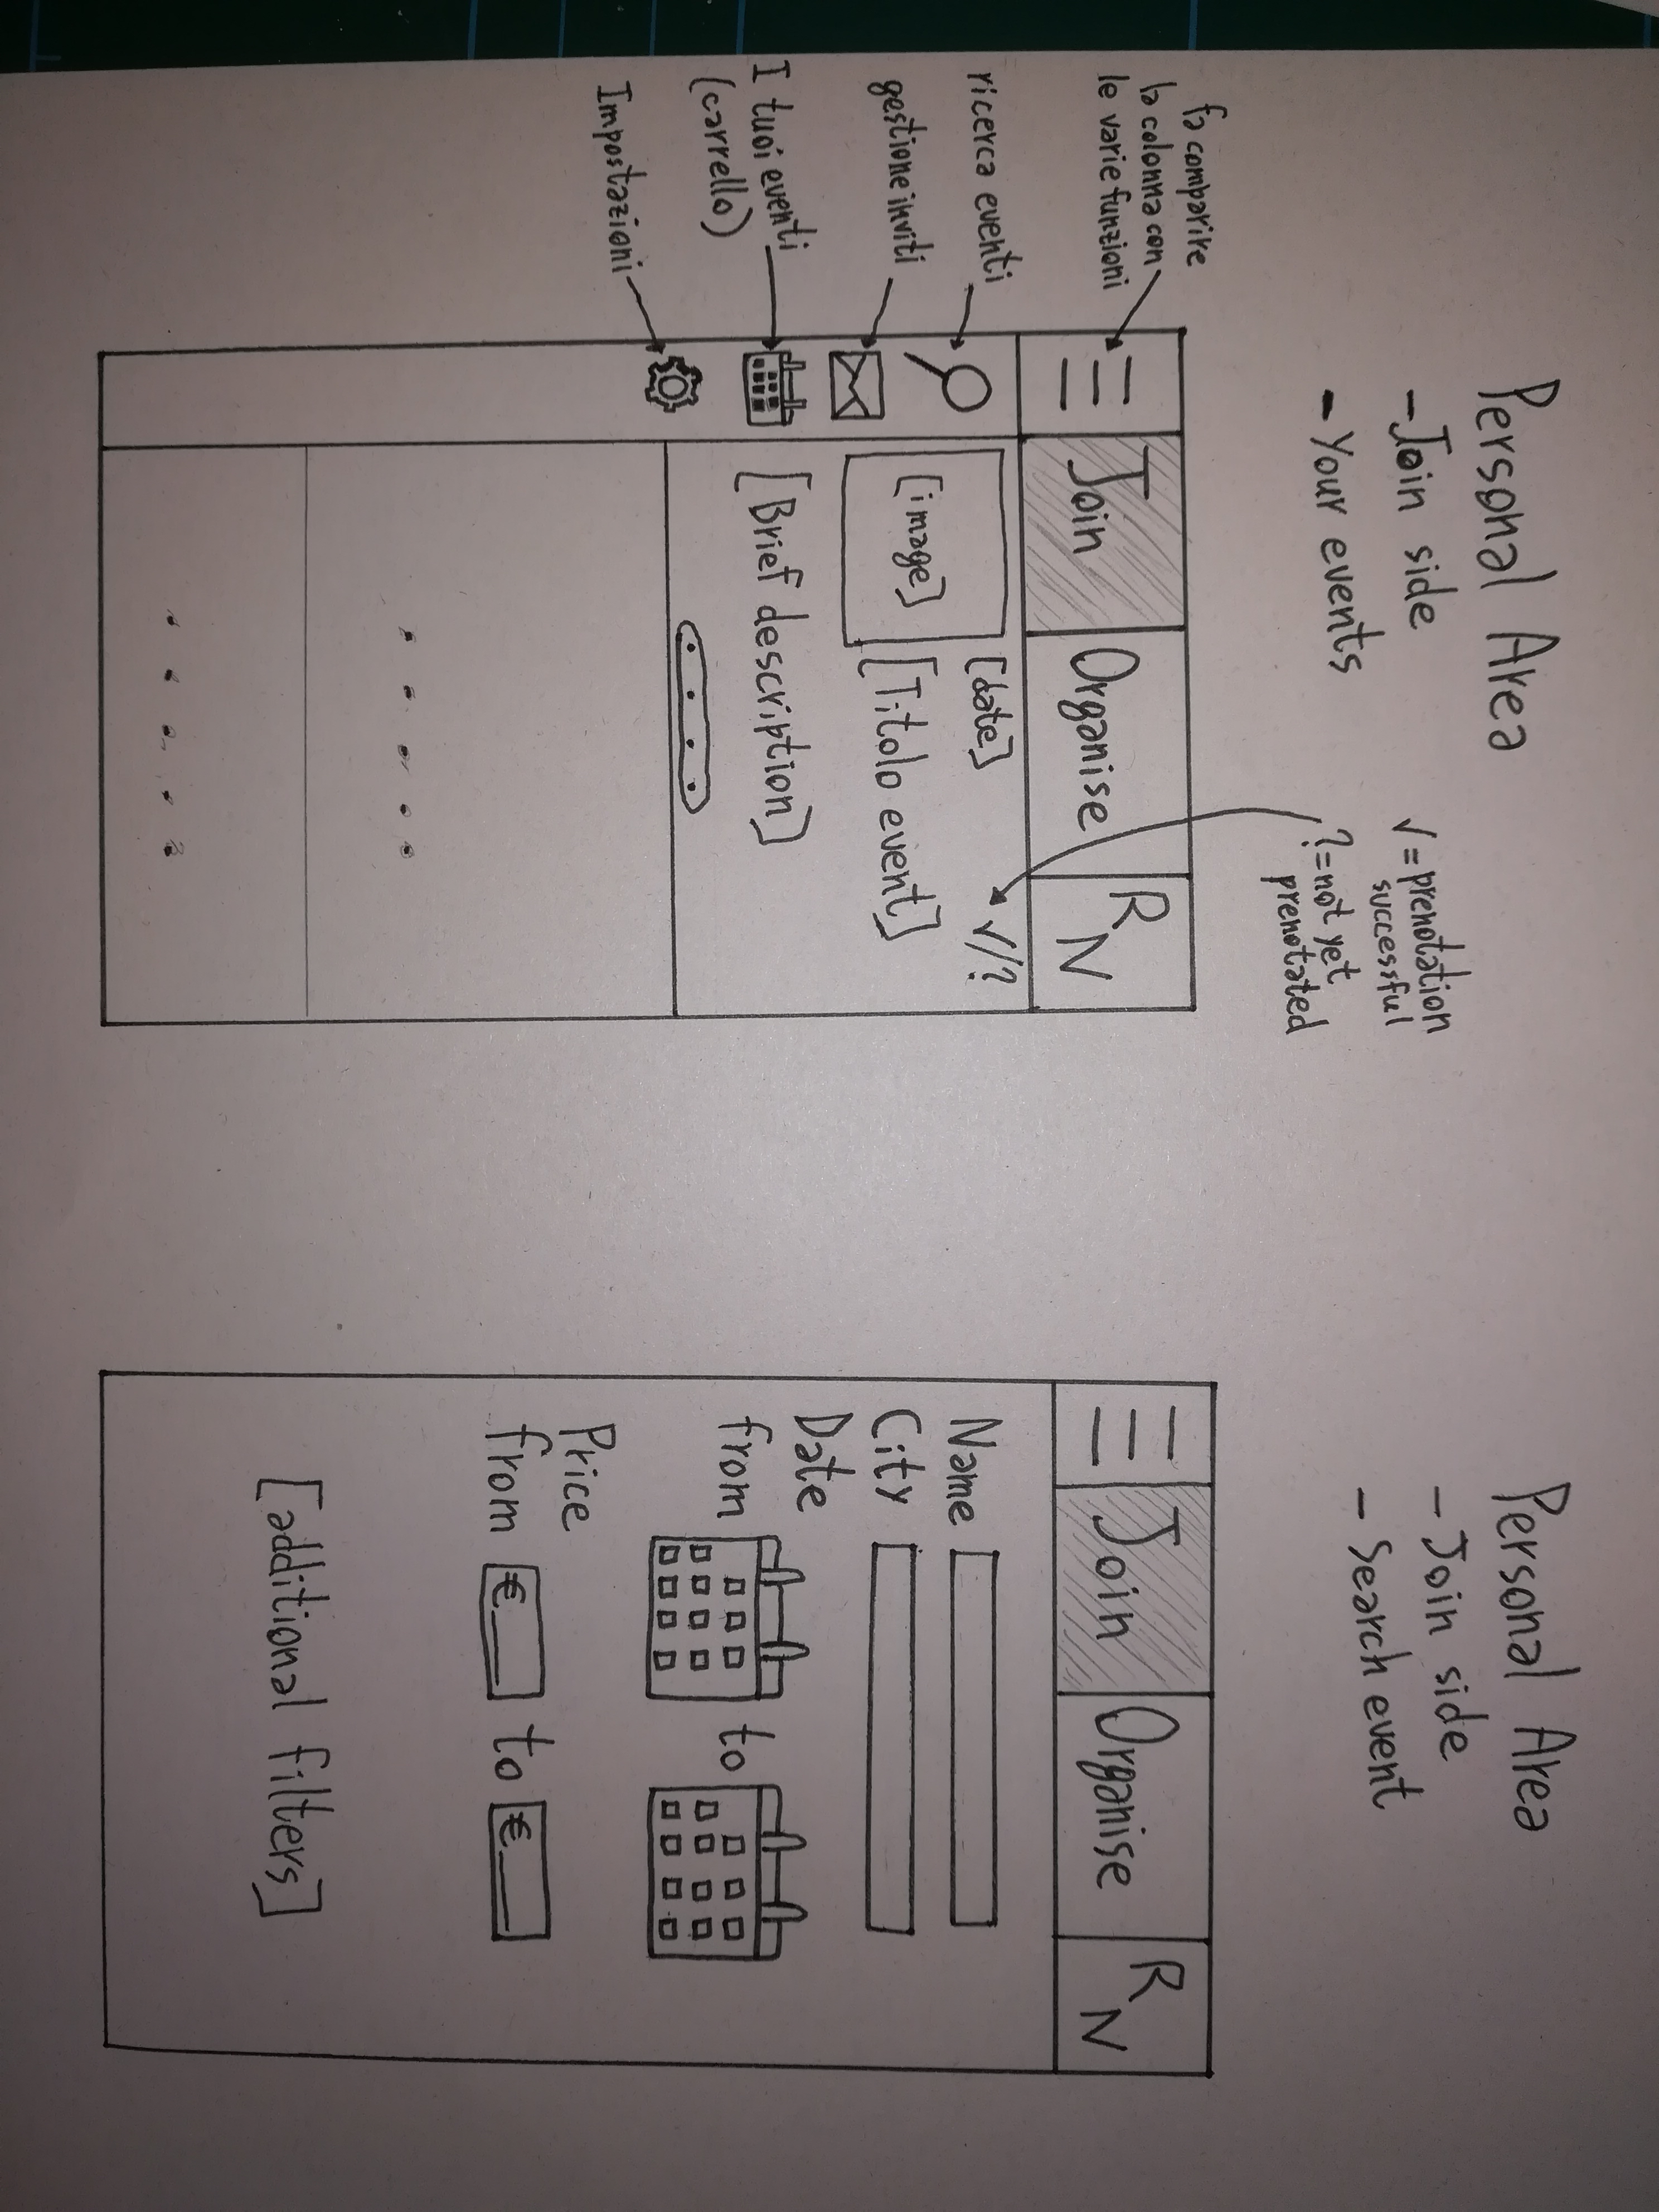 Personal Area
- Join side
- Your events
√ = prenotation
successful
? = not yet
prenotated
fa comparire
la colonna con
le varie funzioni
Join
Organise
R
N
ricerca eventi
gestione inviti
I tuoi eventi
(carrello)
Impostazioni
[image]
[date]
√/?
[Titolo event]
[Brief description]
Personal Area
- Join side
- Search event
Join
Organise
R
N
Name
City
Date
from
to
Price
from € to €
[additional filters]